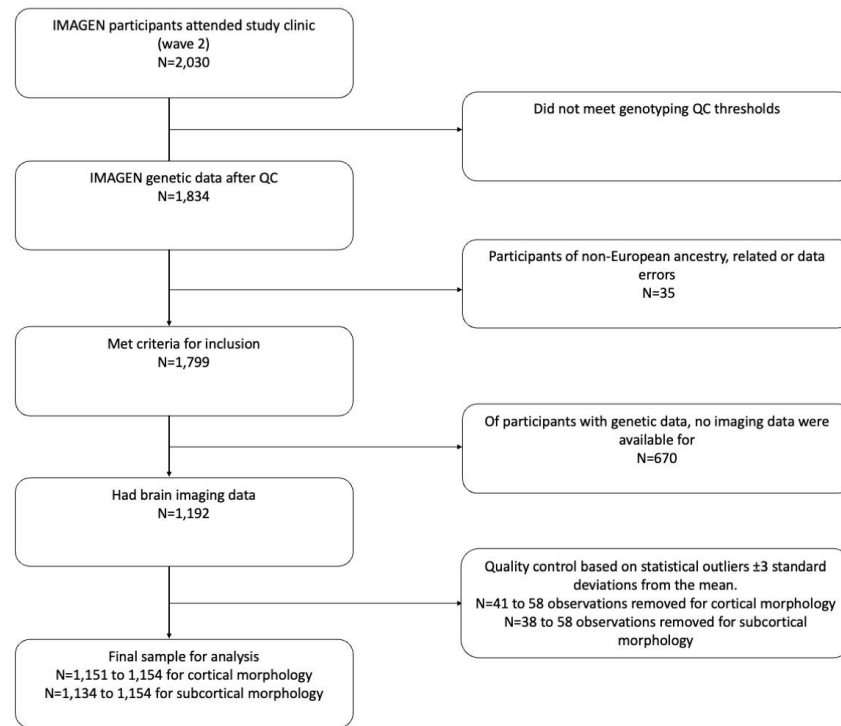 IMAGEN participants attended study clinic
(wave 2)
N=2,030
Did not meet genotyping QC thresholds
IMAGEN genetic data after QC
N=1,834
Participants of non-European ancestry, related or data
errors
N=35
Met criteria for inclusion
N=1,799
Of participants with genetic data, no imaging data were
available for
N=670
Had brain imaging data
N=1,192
Quality control based on statistical outliers ±3 standard
deviations from the mean.
N=41 to 58 observations removed for cortical morphology
N=38 to 58 observations removed for subcortical
morphology
Final sample for analysis
N=1,151 to 1,154 for cortical morphology
N=1,134 to 1,154 for subcortical morphology